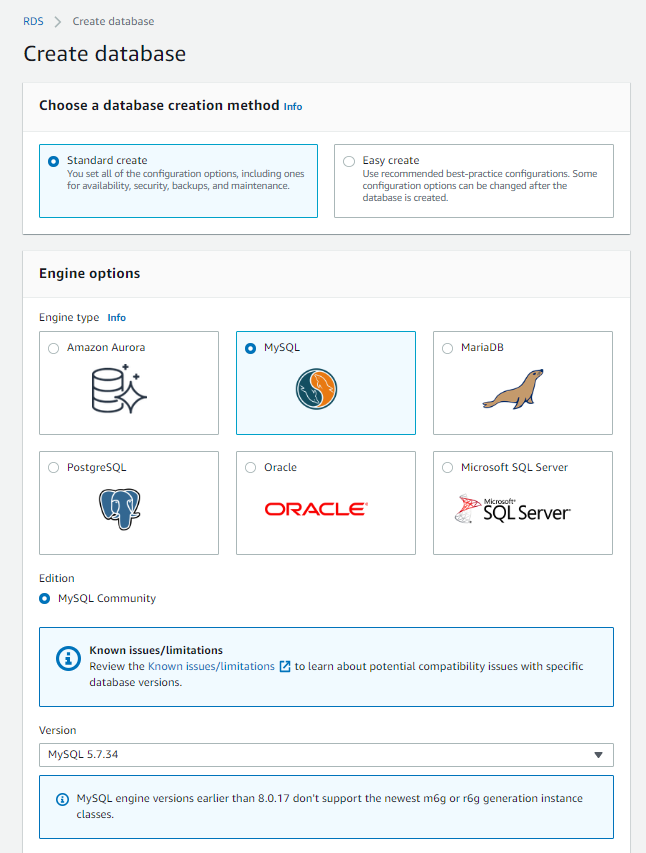 RDS > Create database
Create database
Choose a database creation method Info
Standard create
You set all of the configuration options, including ones
for availability, security, backups, and maintenance.
Easy create
Use recommended best-practice configurations. Some
configuration options can be changed after the
database is created.
Engine options
Engine type Info
Amazon Aurora
MySQL
MariaDB
PostgreSQL
Oracle
ORACLE®
Microsoft SQL Server
Microsoft®
SQL Server®
Edition
MySQL Community
Known issues/limitations
Review the Known issues/limitations to learn about potential compatibility issues with specific
database versions.
Version
MySQL 5.7.34
MySQL engine versions earlier than 8.0.17 don't support the newest m6g or r6g generation instance
classes.